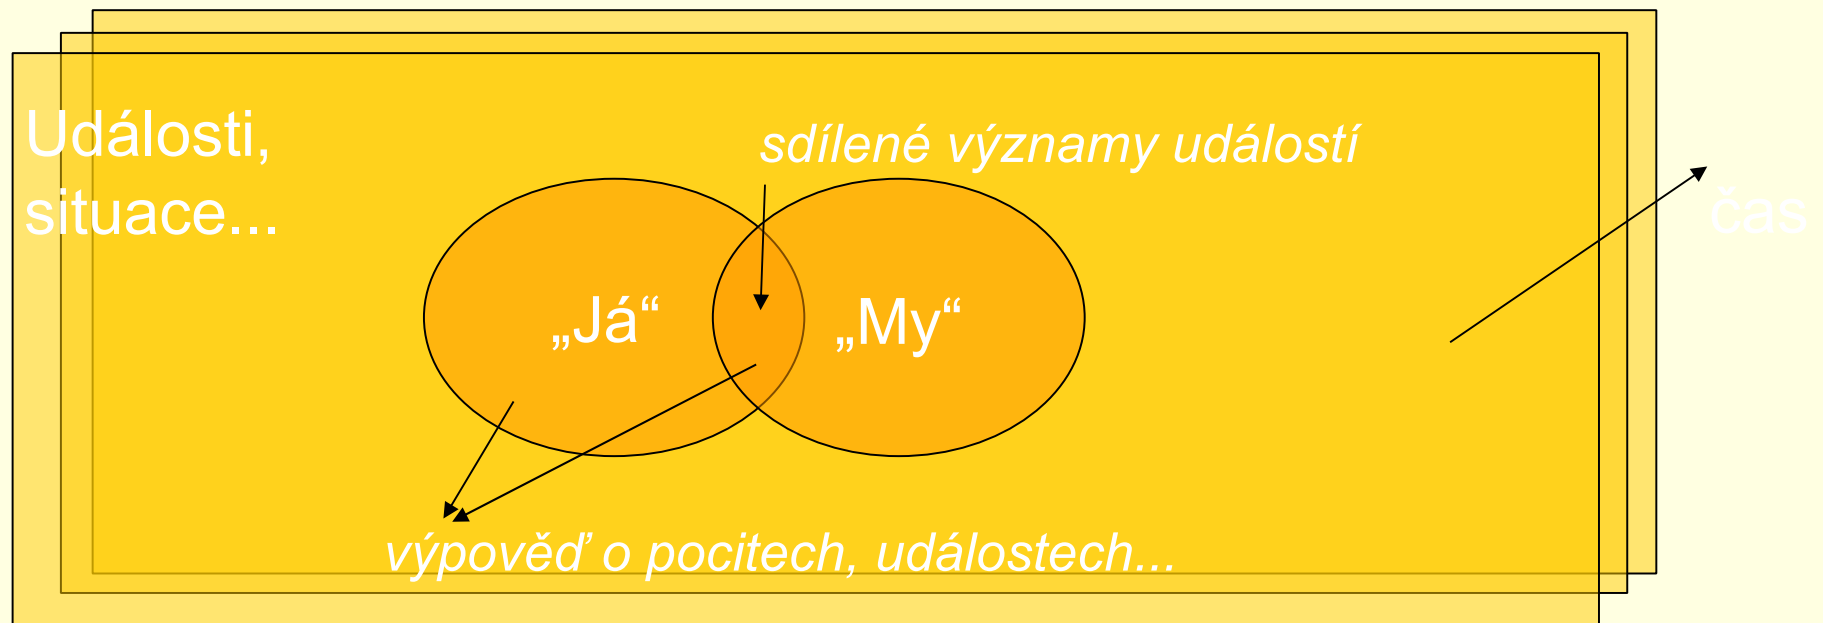 Události,
situace...
sdílené významy událostí
čas
„Já“
„My“
výpověď o pocitech, událostech...